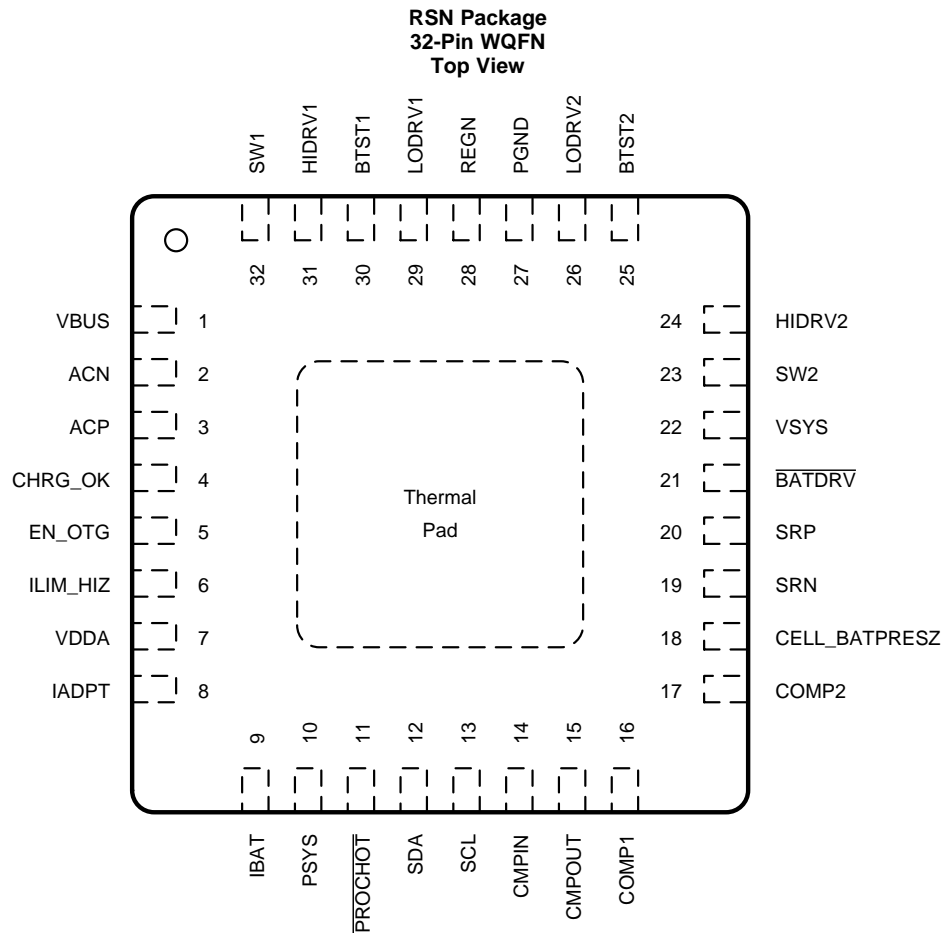 RSN Package
32-Pin WQFN
Top View
SW1
HIDRV1
BTST1
LODRV1
REGN
PGND
LODRV2
BTST2
32
31
30
29
28
27
26
25
VBUS 1
ACN 2
ACP 3
CHRG_OK 4
EN_OTG 5
ILIM_HIZ 6
VDDA 7
IADPT 8
Thermal
Pad
24 HIDRV2
23 SW2
22 VSYS
21 BATDRV
20 SRP
19 SRN
18 CELL_BATPRESZ
17 COMP2
9
10
11
12
13
14
15
16
IBAT
PSYS
PROCHOT
SDA
SCL
CMPIN
CMPOUT
COMP1